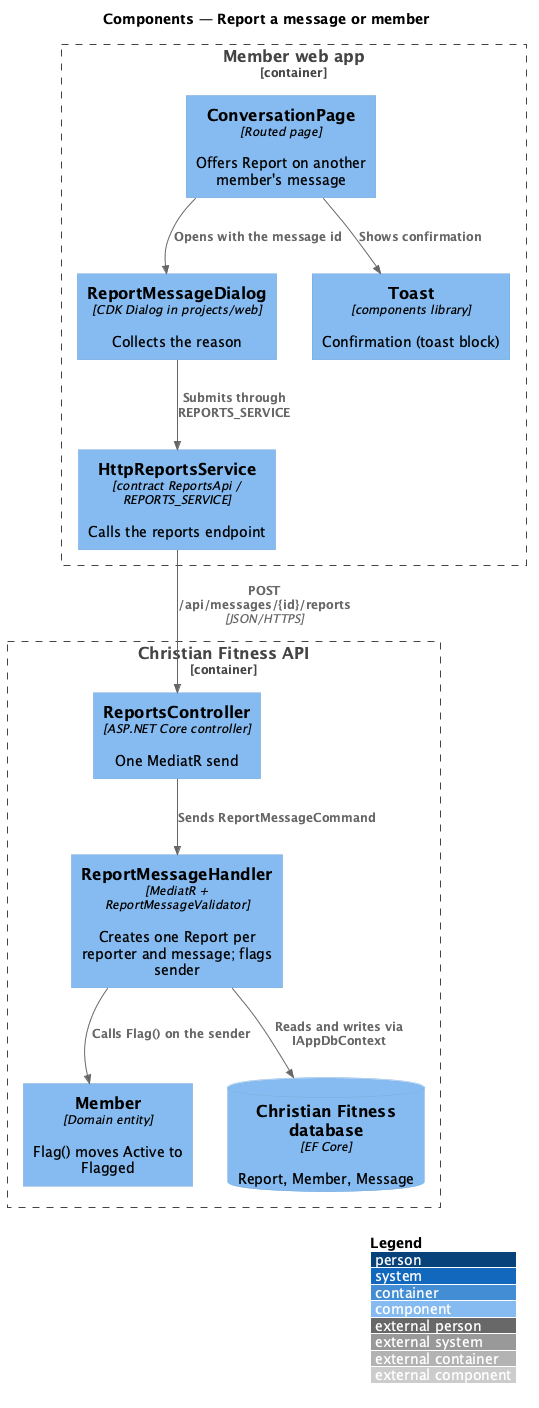 Components — Report a message or member
Member web app
[container]
ConversationPage
[Routed page]
Offers Report on another
member's message
Opens with the message id
Shows confirmation
ReportMessageDialog
[CDK Dialog in projects/web]
Collects the reason
Toast
[components library]
Confirmation (toast block)
Submits through
REPORTS_SERVICE
HttpReportsService
[contract ReportsApi /
REPORTS_SERVICE]
Calls the reports endpoint
POST
/api/messages/{id}/reports
[JSON/HTTPS]
Christian Fitness API
[container]
ReportsController
[ASP.NET Core controller]
One MediatR send
Sends ReportMessageCommand
ReportMessageHandler
[MediatR +
ReportMessageValidator]
Creates one Report per
reporter and message; flags
sender
Calls Flag() on the sender
Reads and writes via
IAppDbContext
Member
[Domain entity]
Flag() moves Active to
Flagged
Christian Fitness
database
[EF Core]
Report, Member, Message
Legend
person
system
container
component
external person
external system
external container
external component